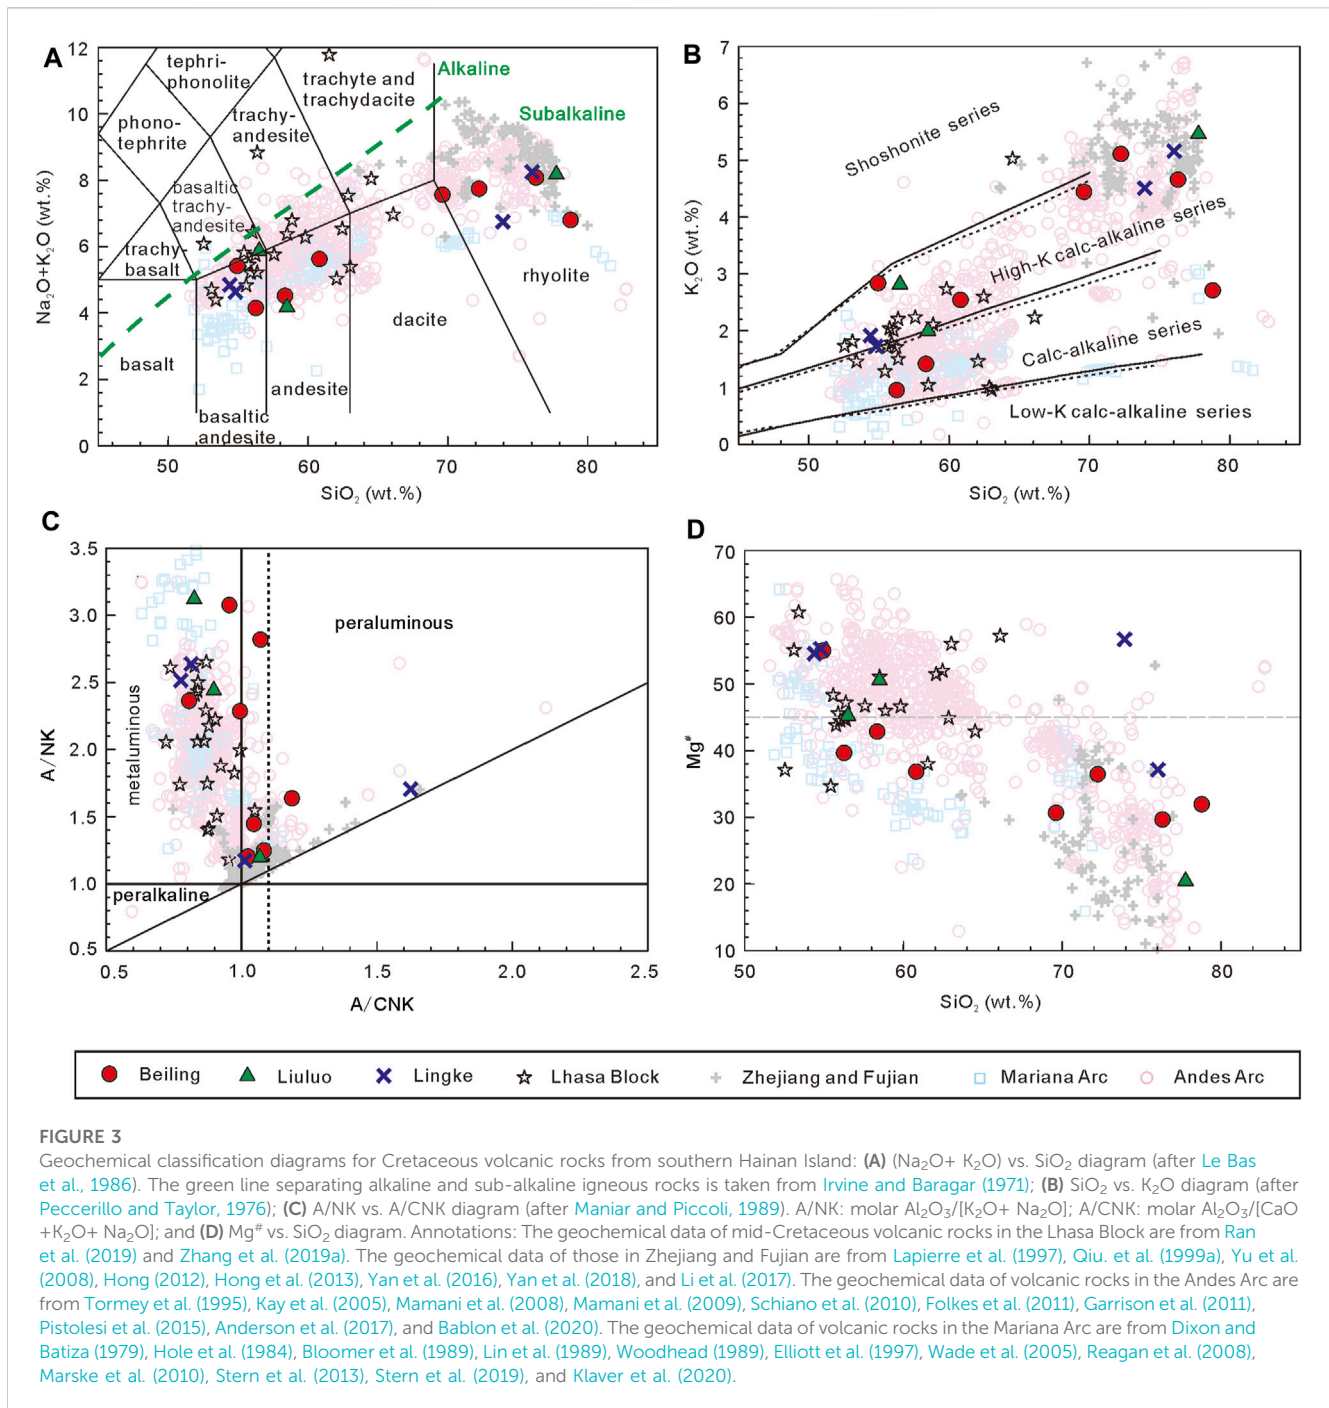 A
12
10
8
6
4
2
0
Na₂O+K₂O (wt.%)
tephri-
phonolite
phono-
tephrite
trachyte and
trachydacite
trachy-
andesite
basaltic
trachy-
andesite
trachy-
basalt
Alkaline
Subalkaline
rhyolite
dacite
basalt
andesite
basaltic
andesite
50
60
70
80
SiO₂ (wt.%)
B
7
6
5
4
3
2
1
0
K₂O (wt.%)
Shoshonite series
High-K calc-alkaline series
Calc-alkaline series
Low-K calc-alkaline series
50
60
70
80
SiO₂ (wt.%)
C
3.5
3.0
2.5
2.0
1.5
1.0
0.5
A/NK
metaluminous
peraluminous
peralkaline
0.5
1.0
1.5
2.0
2.5
A/CNK
D
70
60
50
40
30
20
10
Mg#
50
60
70
80
SiO₂ (wt.%)
Beiling Liuluo Lingke Lhasa Block Zhejiang and Fujian Mariana Arc Andes Arc
FIGURE 3
Geochemical classification diagrams for Cretaceous volcanic rocks from southern Hainan Island: (A) (Na₂O+ K₂O) vs. SiO₂ diagram (after Le Bas
et al., 1986). The green line separating alkaline and sub-alkaline igneous rocks is taken from Irvine and Baragar (1971); (B) SiO₂ vs. K₂O diagram (after
Peccerillo and Taylor, 1976); (C) A/NK vs. A/CNK diagram (after Maniar and Piccoli, 1989). A/NK: molar Al₂O₃/[K₂O+ Na₂O]; A/CNK: molar Al₂O₃/[CaO
+K₂O+ Na₂O]; and (D) Mg# vs. SiO₂ diagram. Annotations: The geochemical data of mid-Cretaceous volcanic rocks in the Lhasa Block are from Ran
et al. (2019) and Zhang et al. (2019a). The geochemical data of those in Zhejiang and Fujian are from Lapierre et al. (1997), Qiu. et al. (1999a), Yu et al.
(2008), Hong (2012), Hong et al. (2013), Yan et al. (2016), Yan et al. (2018), and Li et al. (2017). The geochemical data of volcanic rocks in the Andes Arc are
from Tormey et al. (1995), Kay et al. (2005), Mamani et al. (2008), Mamani et al. (2009), Schiano et al. (2010), Folkes et al. (2011), Garrison et al. (2011),
Pistolesi et al. (2015), Anderson et al. (2017), and Bablon et al. (2020). The geochemical data of volcanic rocks in the Mariana Arc are from Dixon and
Batiza (1979), Hole et al. (1984), Bloomer et al. (1989), Lin et al. (1989), Woodhead (1989), Elliott et al. (1997), Wade et al. (2005), Reagan et al. (2008),
Marske et al. (2010), Stern et al. (2013), Stern et al. (2019), and Klaver et al. (2020).